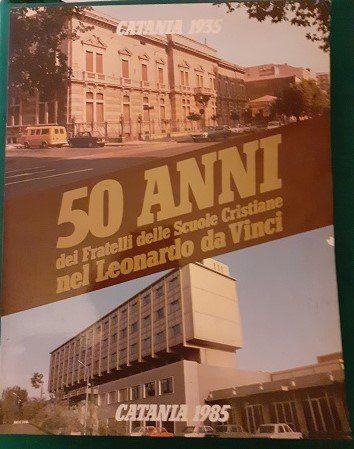 CATANIA 1935
50 ANNI
dei Fratelli delle Scuole Cristiane
nel Leonardo da Vinci
CATANIA 1985